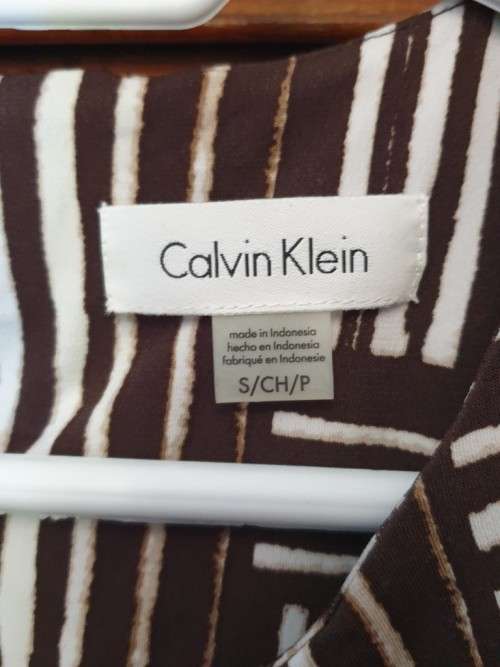 Calvin Klein
made in Indonesia
hecho en Indonesia
fabriqué en Indonesie
S/CH/P